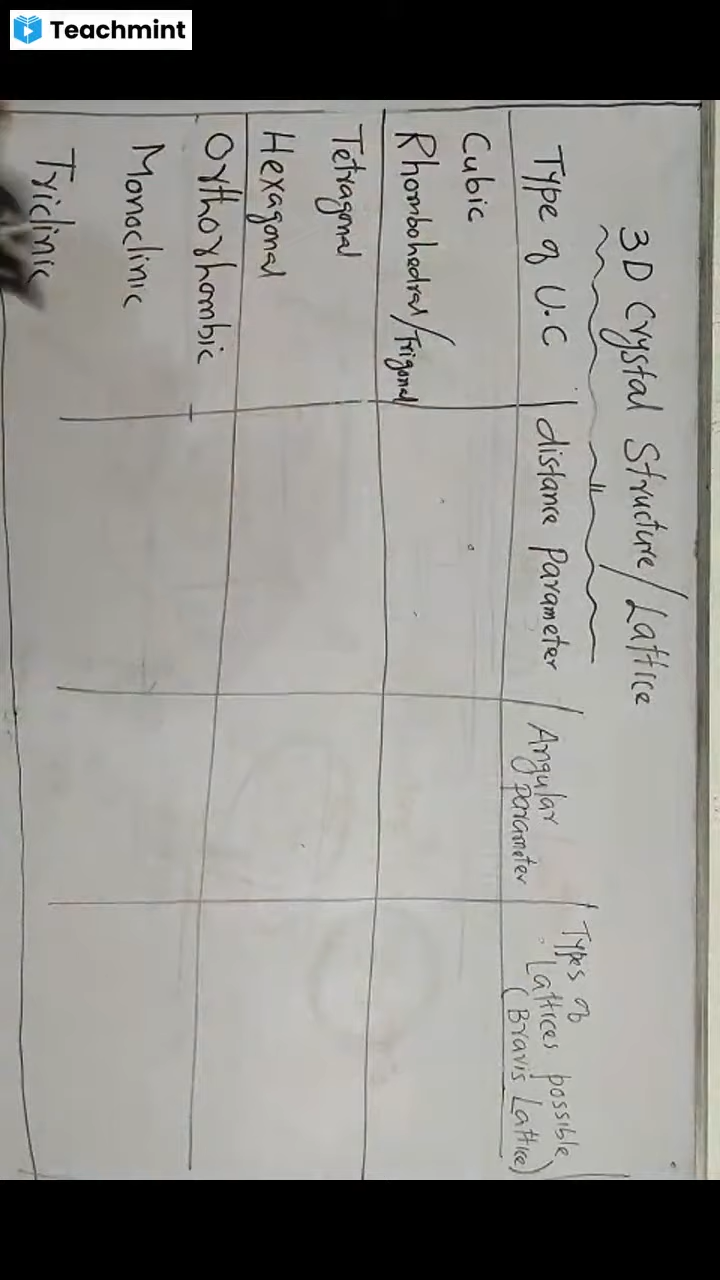 Teachmint
3D Crystal Structure/Lattice
Type of U.C
distance Parameter
Angular
parameter
Types of
Lattices possible
(Bravis Lattice)
Cubic
Rhombohedral/Trigonal
Tetragonal
Hexagonal
Orthorhombic
Monoclinic
Triclinic